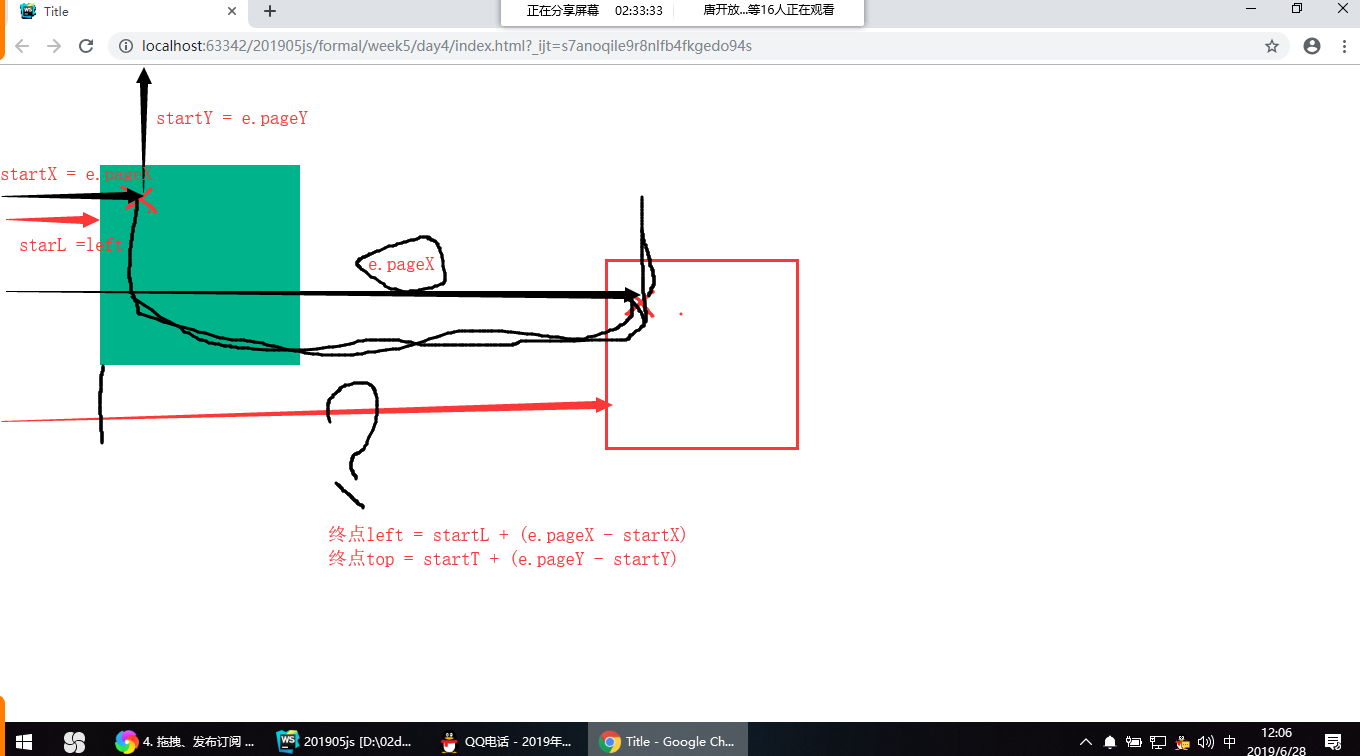 Title
正在分享屏幕 02:33:33 唐开放...等16人正在观看
localhost:63342/201905js/formal/week5/day4/index.html?_ijt=s7anoqile9r8nlfb4fkgedo94s
startY = e.pageY
startX = e.pageX
starL =left
e.pageX
终点left = startL + (e.pageX - startX)
终点top = startT + (e.pageY - startY)
4. 拖拽、发布订阅 ...
WS
201905js [D:\02d...
QQ电话 - 2019年...
Title - Google Ch...
中
12:06
2019/6/28